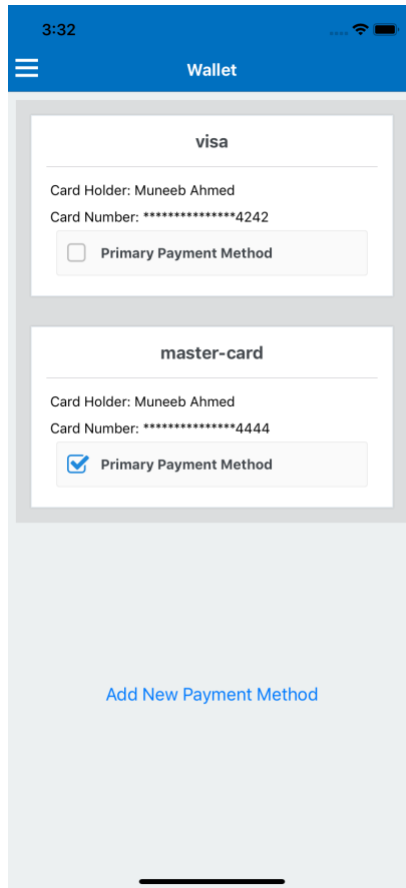 3:32
Wallet
visa
Card Holder: Muneeb Ahmed
Card Number: ***************4242
Primary Payment Method
master-card
Card Holder: Muneeb Ahmed
Card Number: ***************4444
Primary Payment Method
Add New Payment Method